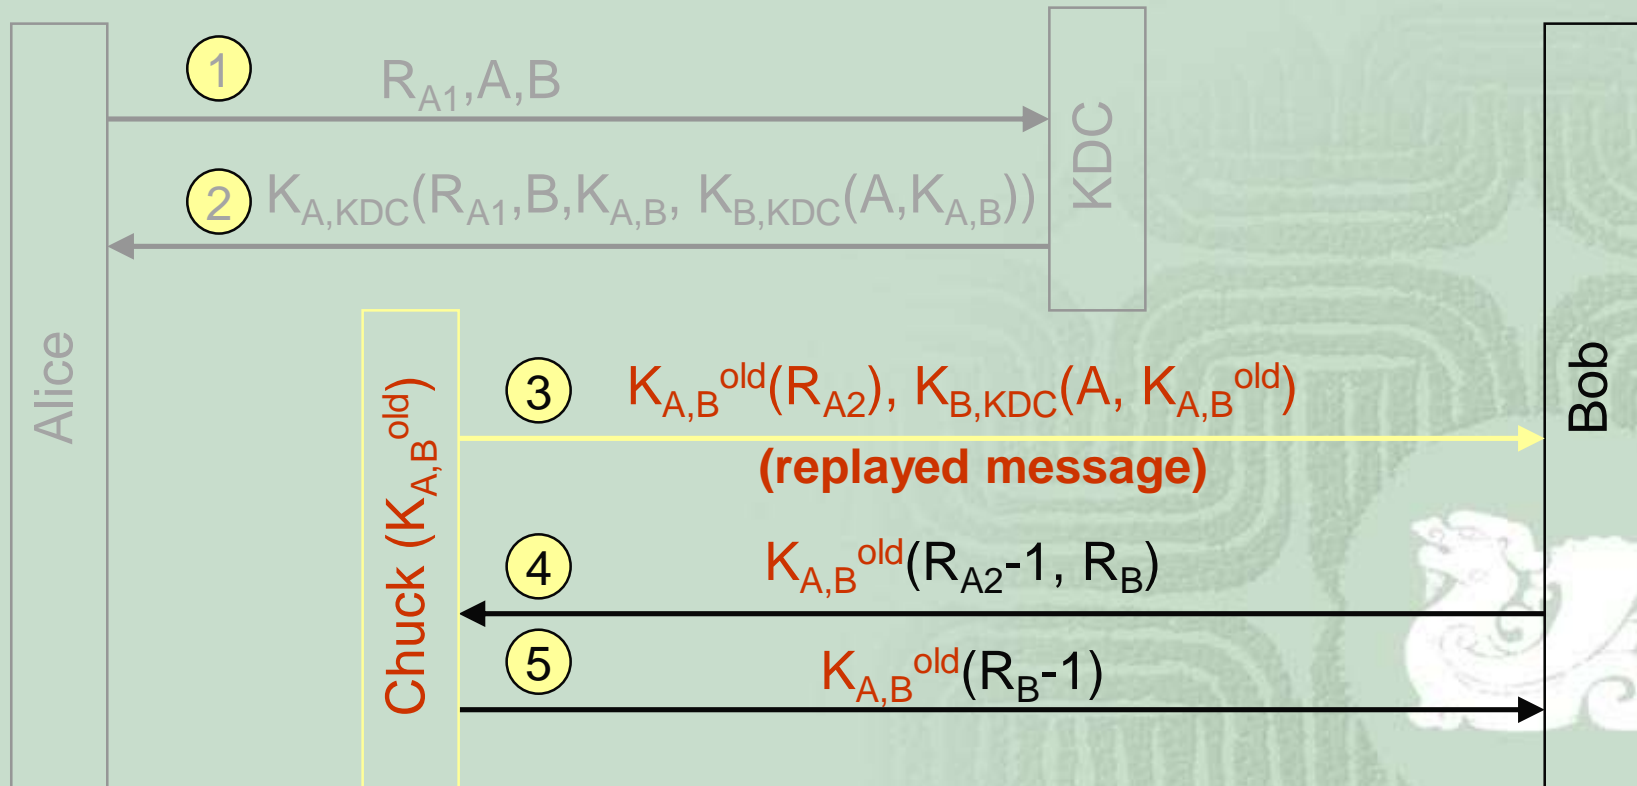 1
R_A1,A,B
2
K_A,KDC(R_A1,B,K_A,B, K_B,KDC(A,K_A,B))
KDC
Alice
Chuck (K_A,B^old)
Bob
3
K_A,B^old(R_A2), K_B,KDC(A, K_A,B^old)
(replayed message)
4
K_A,B^old(R_A2-1, R_B)
5
K_A,B^old(R_B-1)